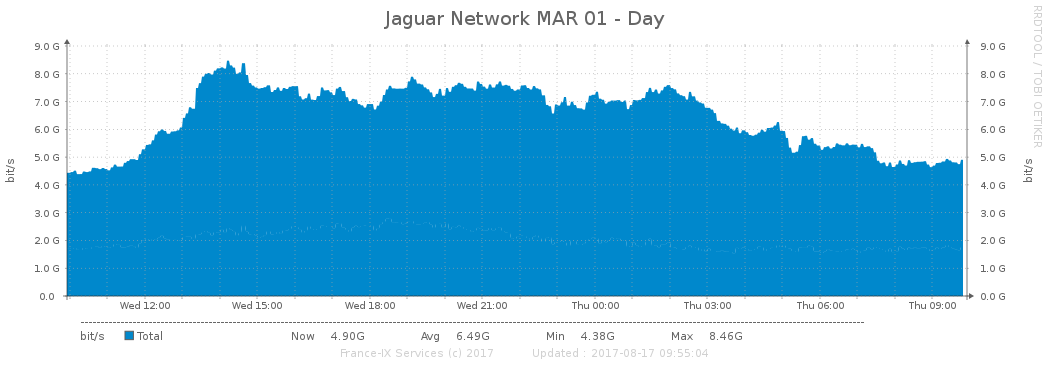 Jaguar Network MAR 01 - Day
RRDTOOL / TOBI OETIKER
9.0 G 9.0 G
8.0 G 8.0 G
7.0 G 7.0 G
6.0 G 6.0 G
5.0 G 5.0 G
4.0 G 4.0 G
3.0 G 3.0 G
2.0 G 2.0 G
1.0 G 1.0 G
0.0 0.0 G
bit/s
bit/s
Wed 12:00 Wed 15:00 Wed 18:00 Wed 21:00 Thu 00:00 Thu 03:00 Thu 06:00 Thu 09:00
bit/s Total Now 4.90G Avg 6.49G Min 4.38G Max 8.46G
France-IX Services (c) 2017 Updated : 2017-08-17 09:55:04